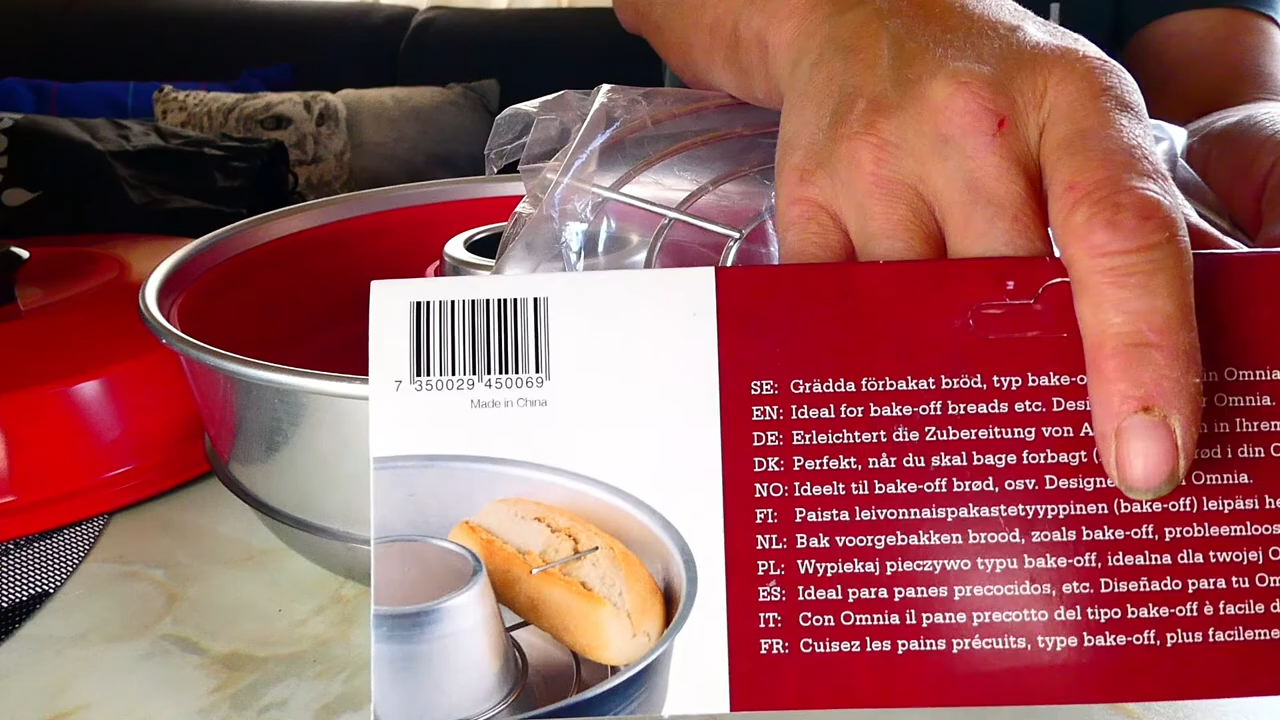 7 350029 450069
Made in China
SE: Grädda förbakat bröd, typ in Omnia
EN: Ideal for bake-off breads etc. Omnia.
DE: Erleichtert die Zubereitung von in Ihrem
DK: Perfekt, når du skal bage forbagt i din
NO: Ideelt til bake-off brød, osv. Omnia.
FI: Paista leivonnaispakastetyyppinen (bake-off) leipäsi
NL: Bak voorgebakken brood, zoals bake-off, probleemloos
PL: Wypiekaj pieczywo typu bake-off, idealna dla twojej
ES: Ideal para panes precocidos, etc. Diseñado para tu
IT: Con Omnia il pane precotto del tipo bake-off è facile
FR: Cuisez les pains précuits, type bake-off, plus